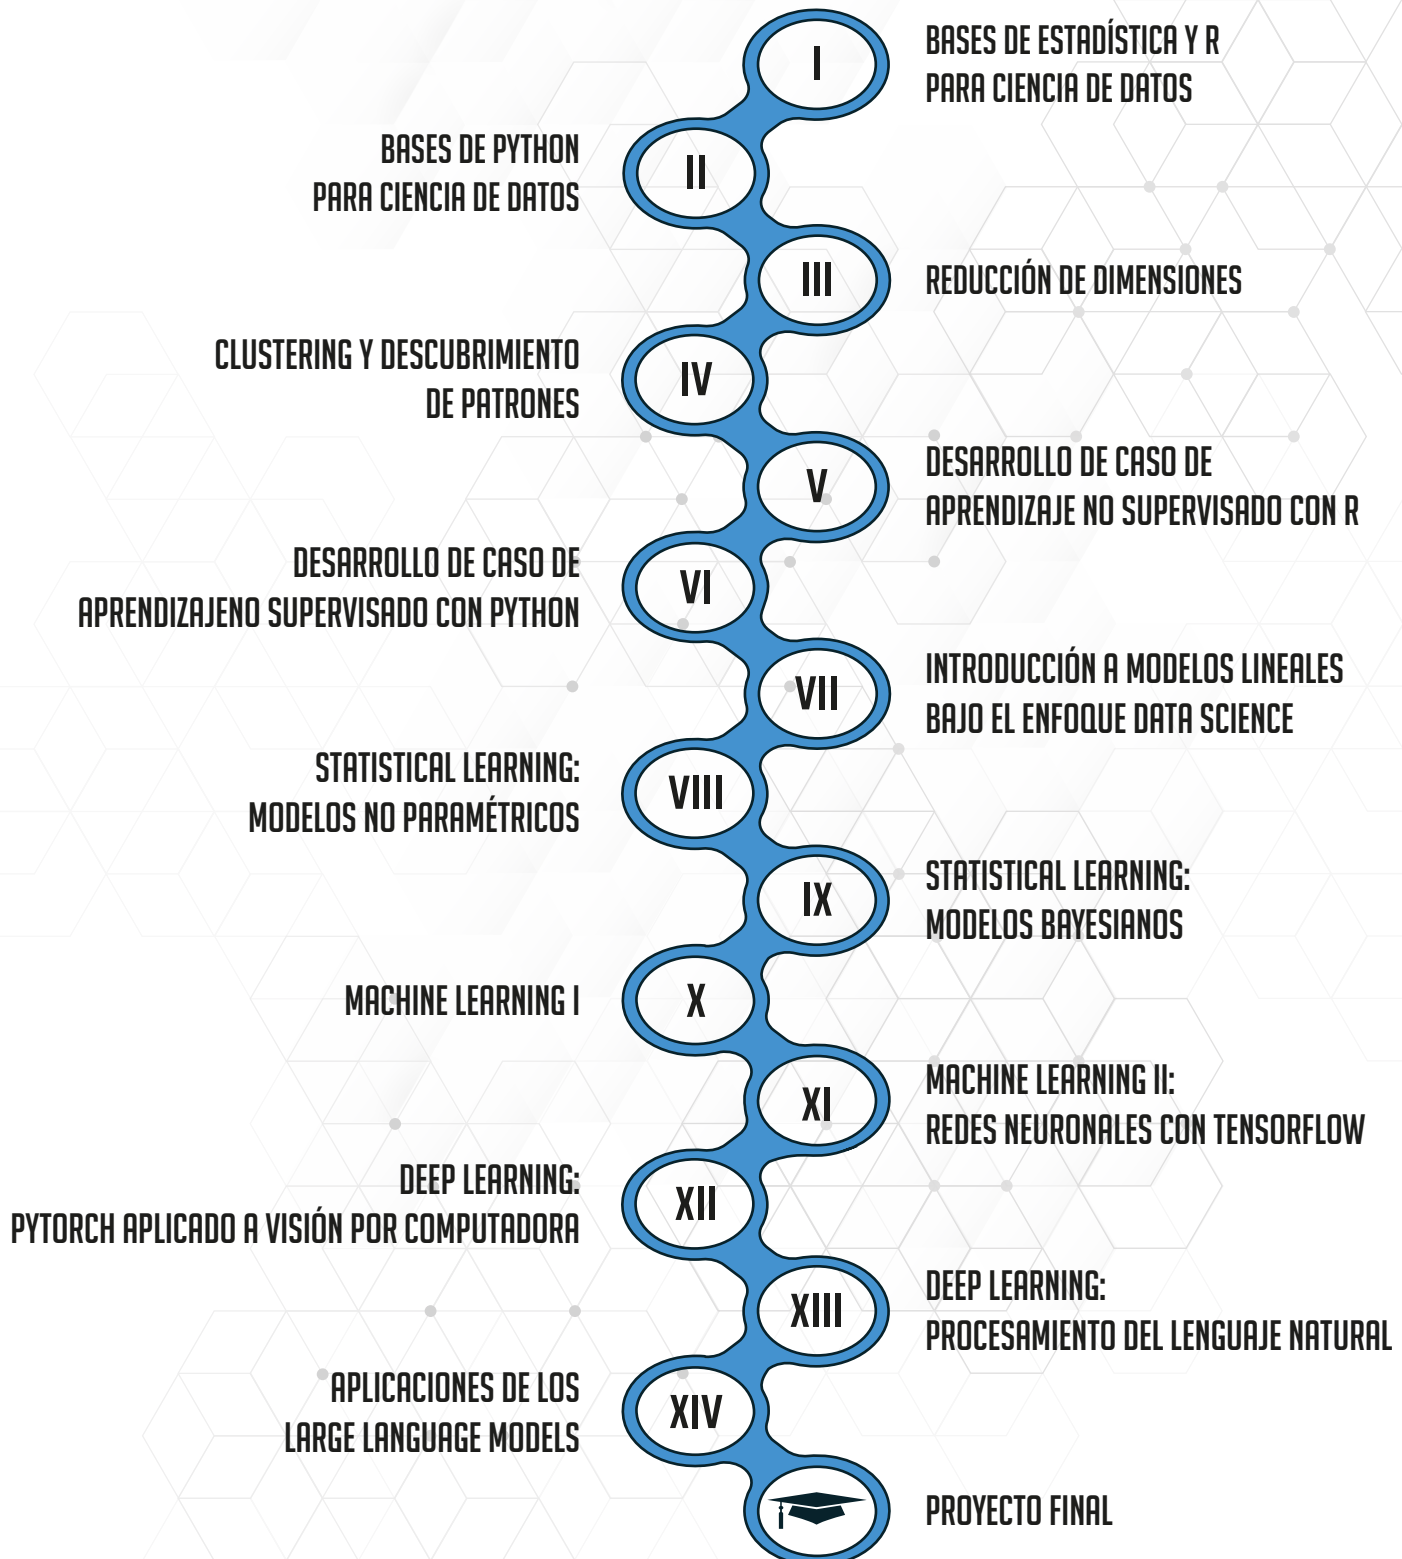 I
BASES DE ESTADÍSTICA Y R
PARA CIENCIA DE DATOS
BASES DE PYTHON
PARA CIENCIA DE DATOS
II
III
REDUCCIÓN DE DIMENSIONES
CLUSTERING Y DESCUBRIMIENTO
DE PATRONES
IV
V
DESARROLLO DE CASO DE
APRENDIZAJE NO SUPERVISADO CON R
DESARROLLO DE CASO DE
APRENDIZAJENO SUPERVISADO CON PYTHON
VI
VII
INTRODUCCIÓN A MODELOS LINEALES
BAJO EL ENFOQUE DATA SCIENCE
STATISTICAL LEARNING:
MODELOS NO PARAMÉTRICOS
VIII
IX
STATISTICAL LEARNING:
MODELOS BAYESIANOS
MACHINE LEARNING I
X
XI
MACHINE LEARNING II:
REDES NEURONALES CON TENSORFLOW
DEEP LEARNING:
PYTORCH APLICADO A VISIÓN POR COMPUTADORA
XII
XIII
DEEP LEARNING:
PROCESAMIENTO DEL LENGUAJE NATURAL
APLICACIONES DE LOS
LARGE LANGUAGE MODELS
XIV
PROYECTO FINAL